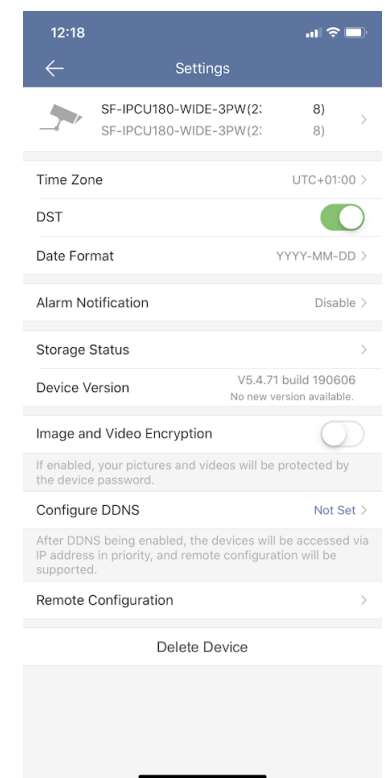 12:18
Settings
SF-IPCU180-WIDE-3PW(2: 8)
SF-IPCU180-WIDE-3PW(2: 8)
Time Zone UTC+01:00
DST
Date Format YYYY-MM-DD
Alarm Notification Disable
Storage Status
Device Version V5.4.71 build 190606
No new version available.
Image and Video Encryption
If enabled, your pictures and videos will be protected by
the device password.
Configure DDNS Not Set
After DDNS being enabled, the devices will be accessed via
IP address in priority, and remote configuration will be
supported.
Remote Configuration
Delete Device